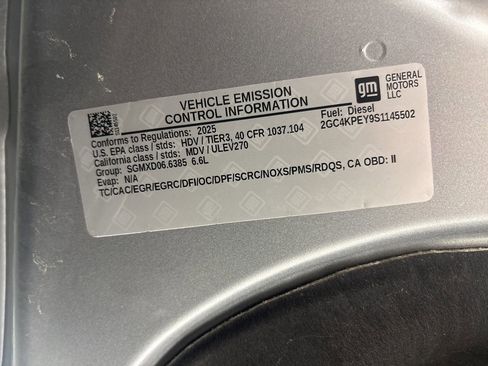 VEHICLE EMISSION
CONTROL INFORMATION
gm
GENERAL
MOTORS
LLC
Conforms to Regulations: 2025
Fuel: Diesel
U.S. EPA class / stds: HDV / TIER3, 40 CFR 1037.104
2GC4KPEY9S1145502
California class / stds: MDV / ULEV270
Group: SGMXD06.6385 6.6L
Evap: N/A
TC/CAC/EGR/EGRC/DFI/OC/DPF/SCRC/NOXS/PMS/RDQS, CA OBD: II